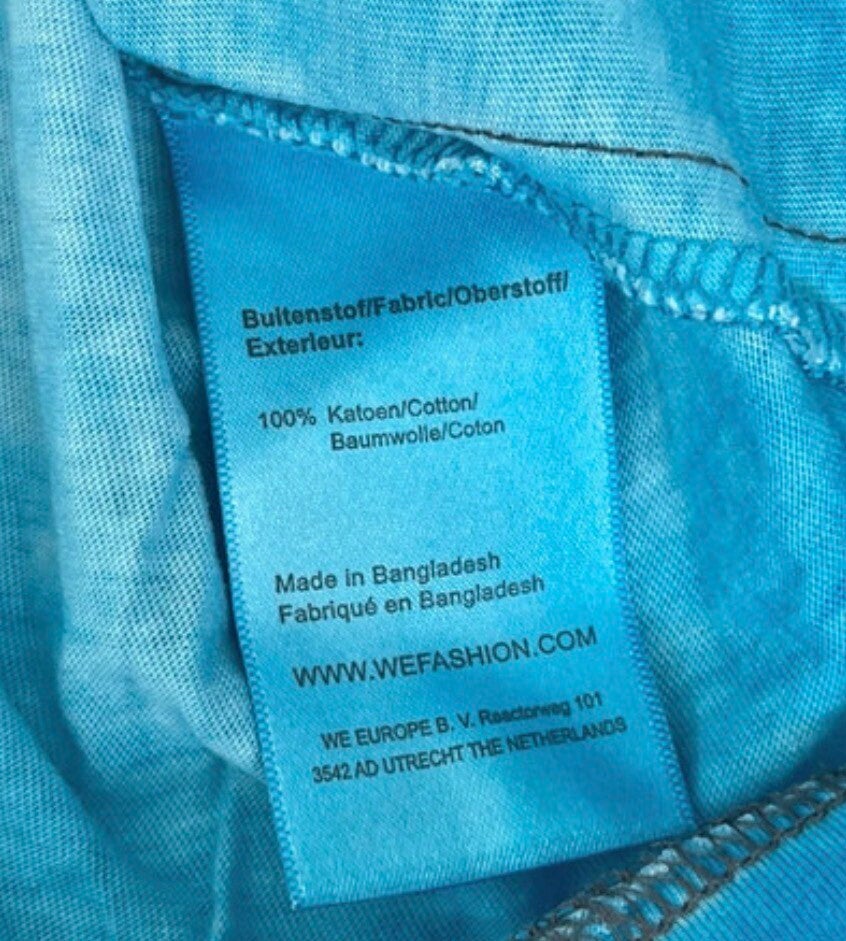 Buitenstof/Fabric/Oberstoff/
Exterieur:
100% Katoen/Cotton/
Baumwolle/Coton
Made in Bangladesh
Fabriqué en Bangladesh
WWW.WEFASHION.COM
WE EUROPE B. V. Reactorweg 101
3542 AD UTRECHT THE NETHERLANDS